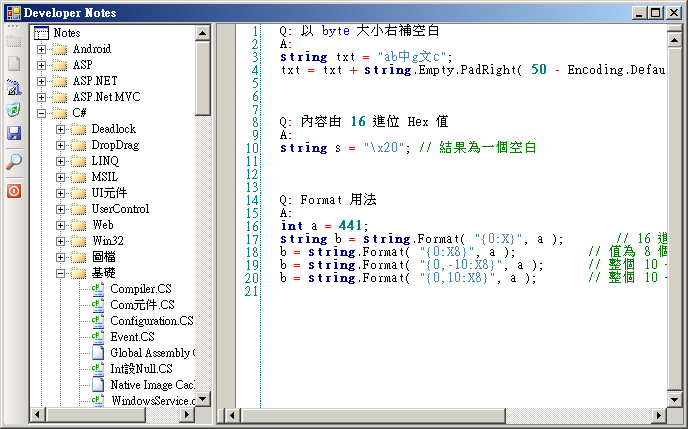 Developer Notes
Notes
Android
ASP
ASP.NET
ASP.Net MVC
C#
Deadlock
DropDrag
LINQ
MSIL
UI元件
UserControl
Web
Win32
圖檔
基礎
Compiler.CS
Com元件.CS
Configuration.CS
Event.CS
Global Assembly
Int設Null.CS
Native Image Cac
WindowsService.c
1 Q: 以 byte 大小右補空白
2 A:
3 string txt = "ab中g文c";
4 txt = txt + string.Empty.PadRight( 50 - Encoding.Defau
5
6
7
8 Q: 內容由 16 進位 Hex 值
9 A:
10 string s = "\x20"; // 結果為一個空白
11
12
13
14 Q: Format 用法
15 A:
16 int a = 441;
17 string b = string.Format( "{0:X}", a ); // 16 進
18 b = string.Format( "{0:X8}", a ); // 值為 8 個
19 b = string.Format( "{0,-10:X8}", a ); // 整個 10
20 b = string.Format( "{0,10:X8}", a ); // 整個 10
21